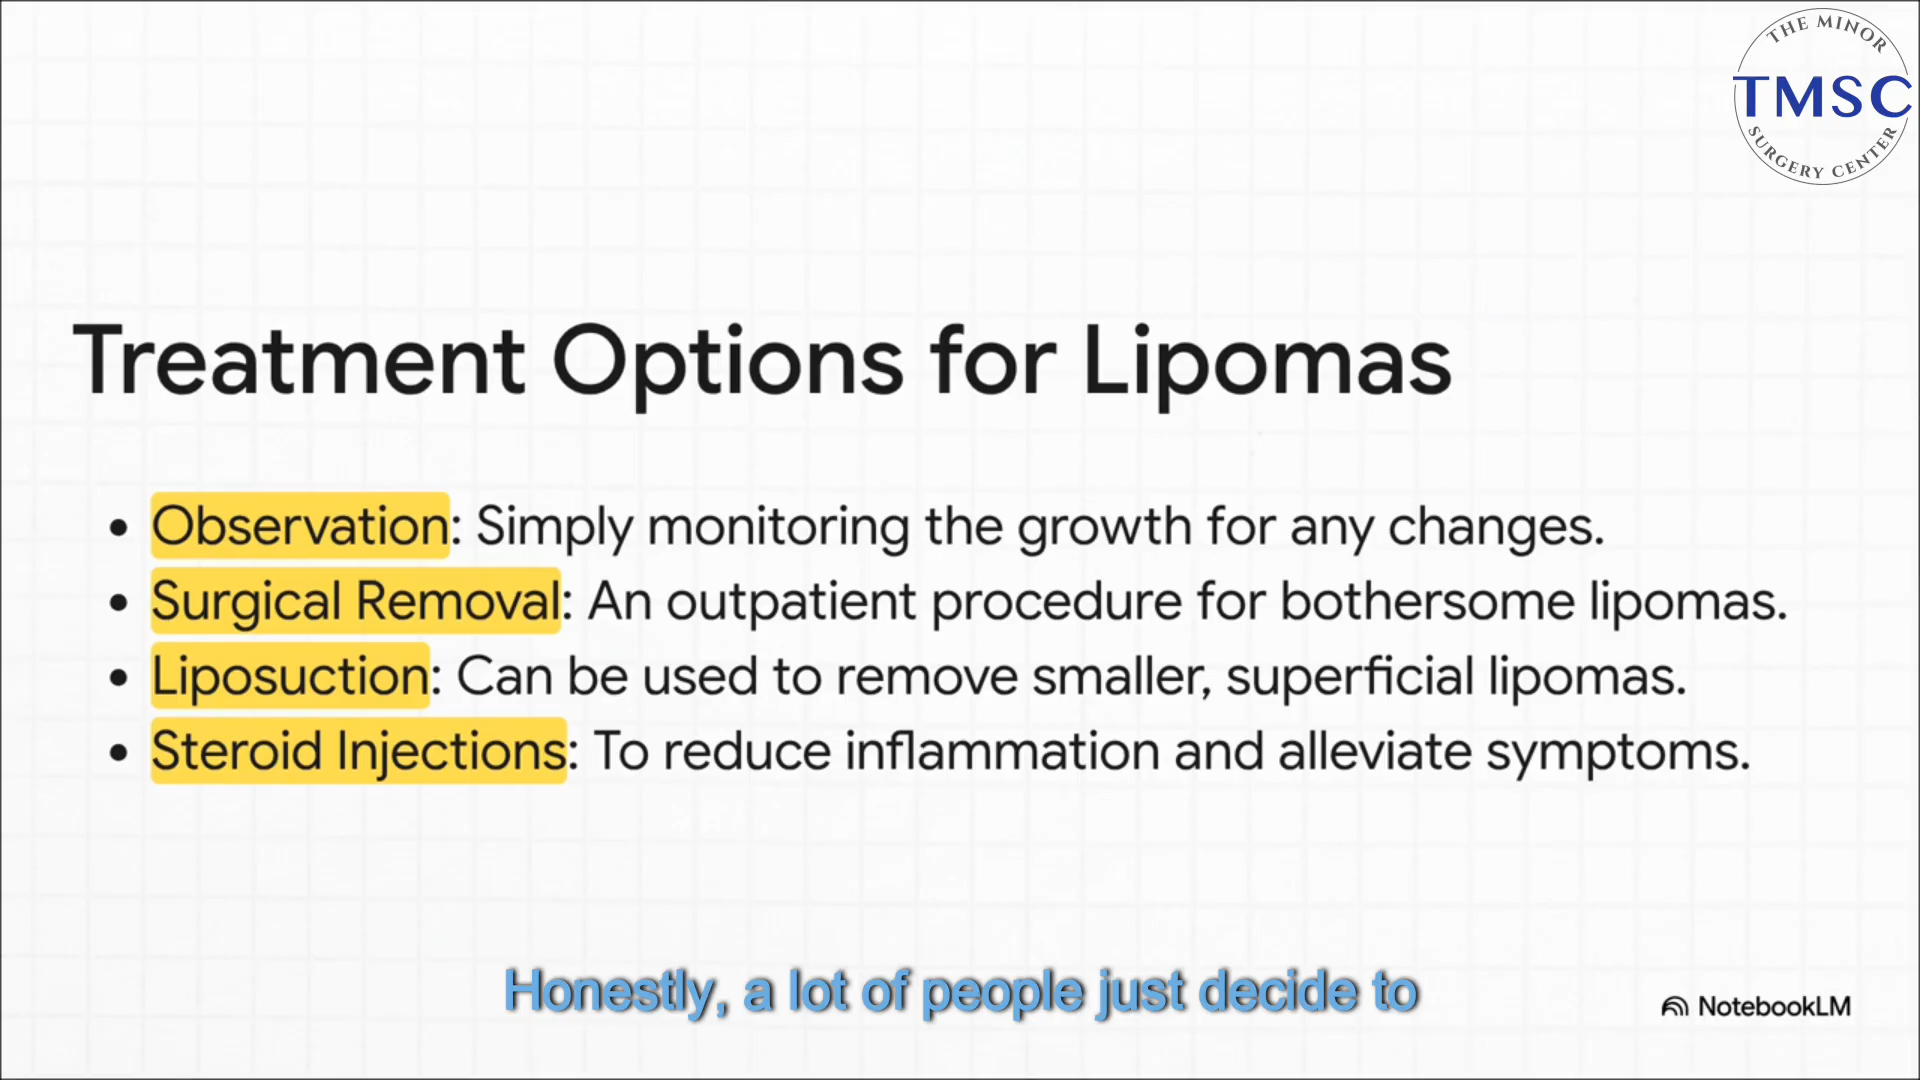 THE MINOR
TMSC
SURGERY CENTER
Treatment Options for Lipomas
• Observation: Simply monitoring the growth for any changes.
• Surgical Removal: An outpatient procedure for bothersome lipomas.
• Liposuction: Can be used to remove smaller, superficial lipomas.
• Steroid Injections: To reduce inflammation and alleviate symptoms.
Honestly, a lot of people just decide to
NotebookLM